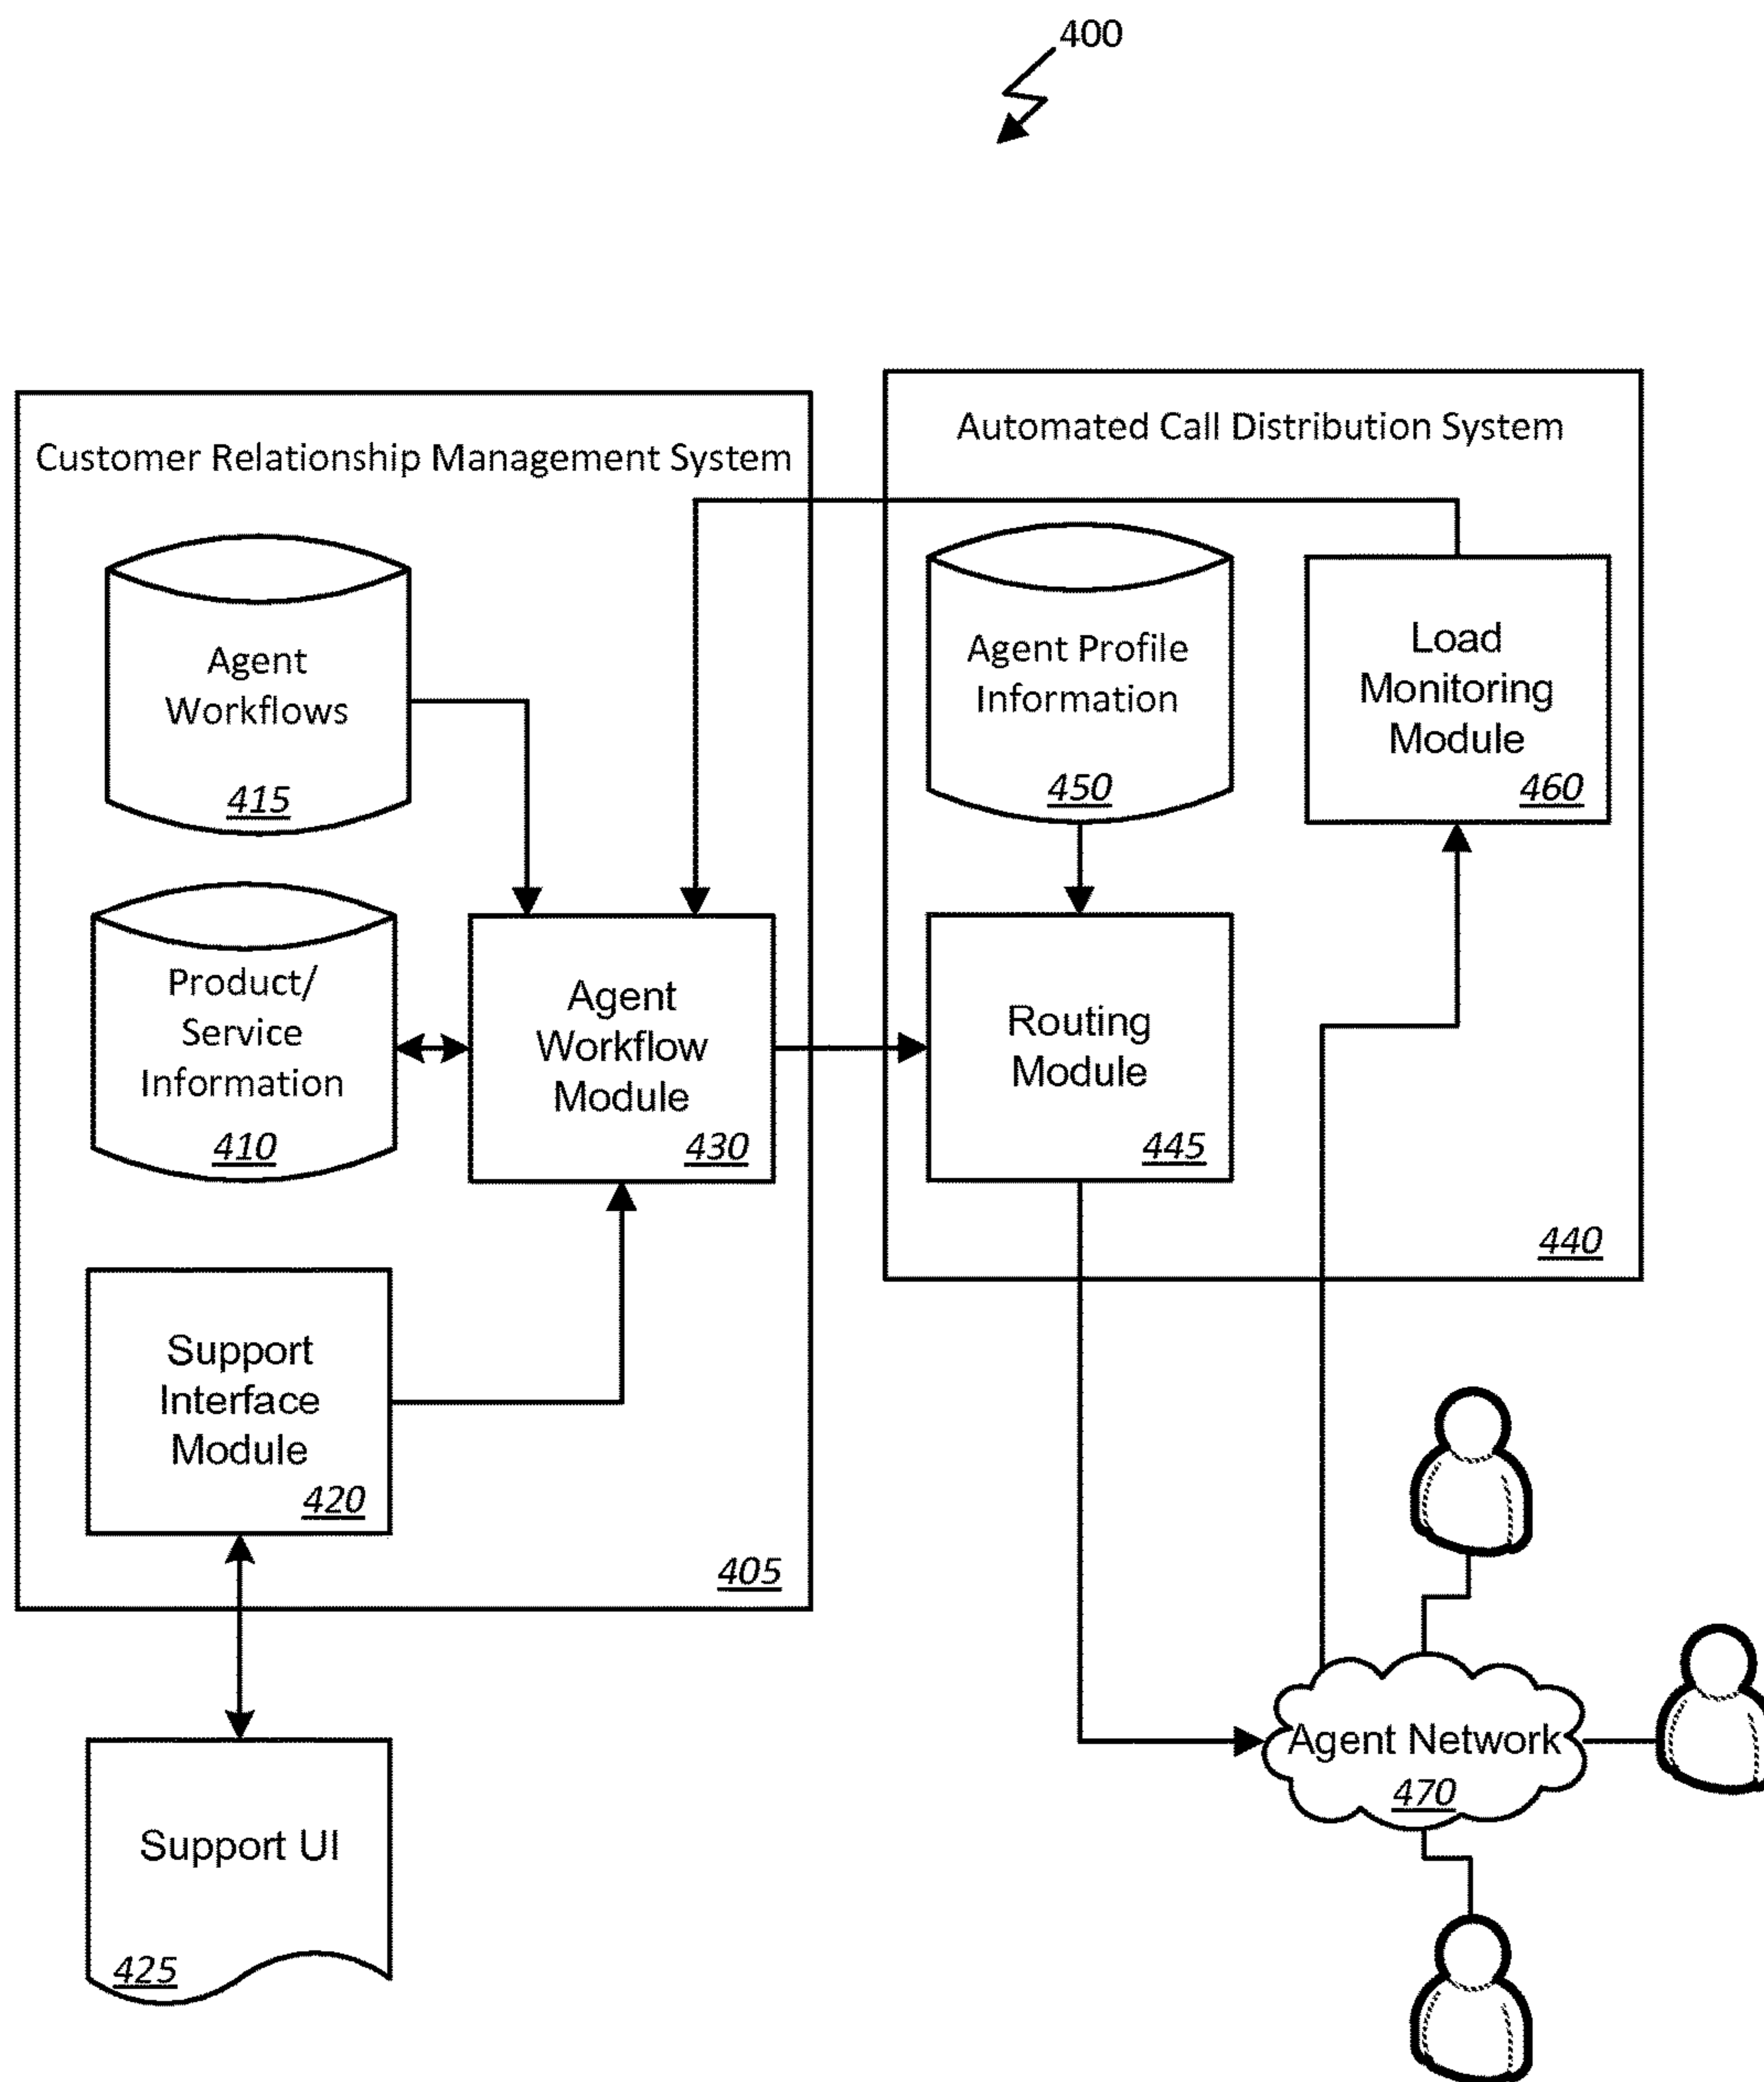 400
Customer Relationship Management System
Agent
Workflows
415
Product/
Service
Information
410
Agent
Workflow
Module
430
Support
Interface
Module
420
405
Support UI
425
Automated Call Distribution System
Agent Profile
Information
450
Load
Monitoring
Module
460
Routing
Module
445
440
Agent Network
470